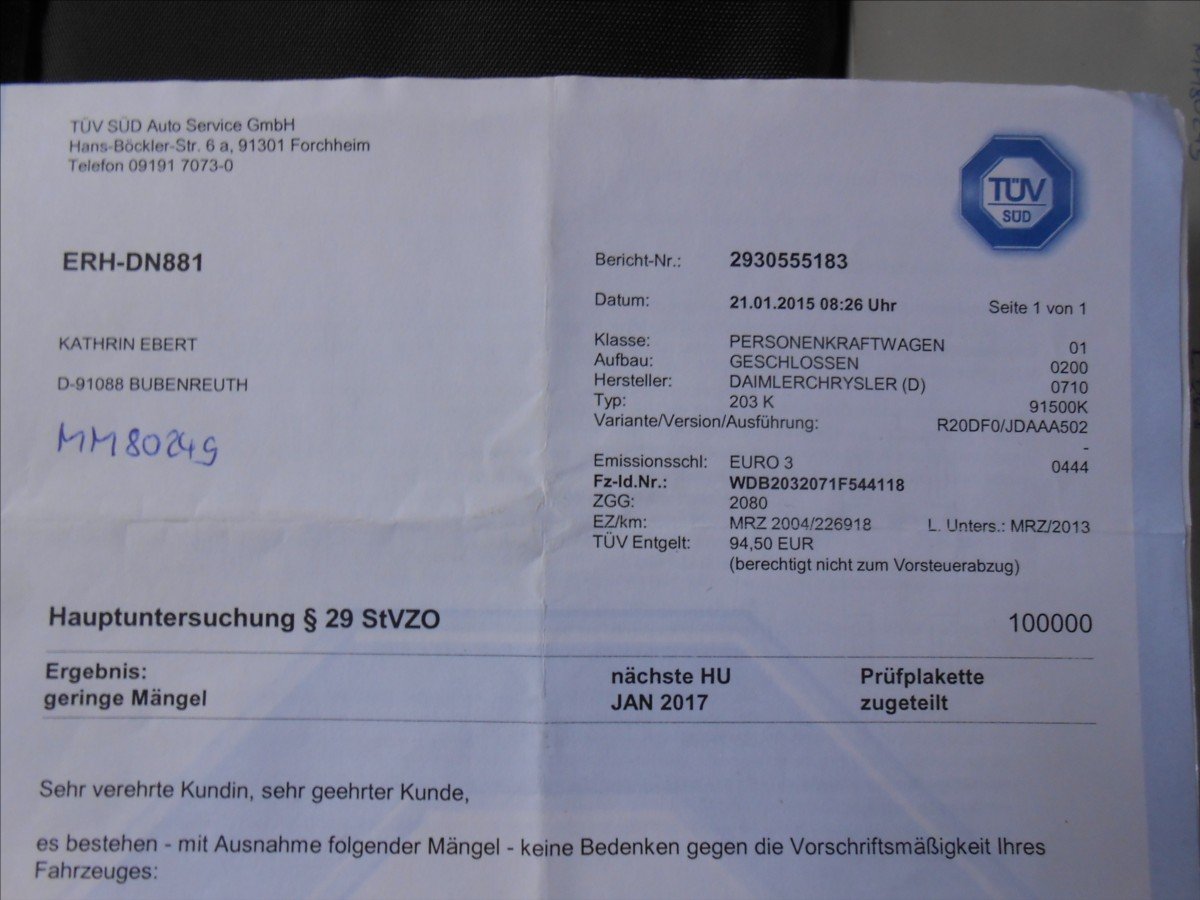 TÜV SÜD Auto Service GmbH
Hans-Böckler-Str. 6 a, 91301 Forchheim
Telefon 09191 7073-0
TÜV
SÜD
ERH-DN881
Bericht-Nr.: 2930555183
Datum: 21.01.2015 08:26 Uhr Seite 1 von 1
KATHRIN EBERT
D-91088 BUBENREUTH
MM80249
Klasse: PERSONENKRAFTWAGEN 01
Aufbau: GESCHLOSSEN 0200
Hersteller: DAIMLERCHRYSLER (D) 0710
Typ: 203 K 91500K
Variante/Version/Ausführung: R20DF0/JDAAA502
-
Emissionsschl: EURO 3 0444
Fz-Id.Nr.: WDB2032071F544118
ZGG: 2080
EZ/km: MRZ 2004/226918 L. Unters.: MRZ/2013
TÜV Entgelt: 94,50 EUR
(berechtigt nicht zum Vorsteuerabzug)
Hauptuntersuchung § 29 StVZO 100000
Ergebnis: nächste HU Prüfplakette
geringe Mängel JAN 2017 zugeteilt
Sehr verehrte Kundin, sehr geehrter Kunde,
es bestehen - mit Ausnahme folgender Mängel - keine Bedenken gegen die Vorschriftsmäßigkeit Ihres
Fahrzeuges: